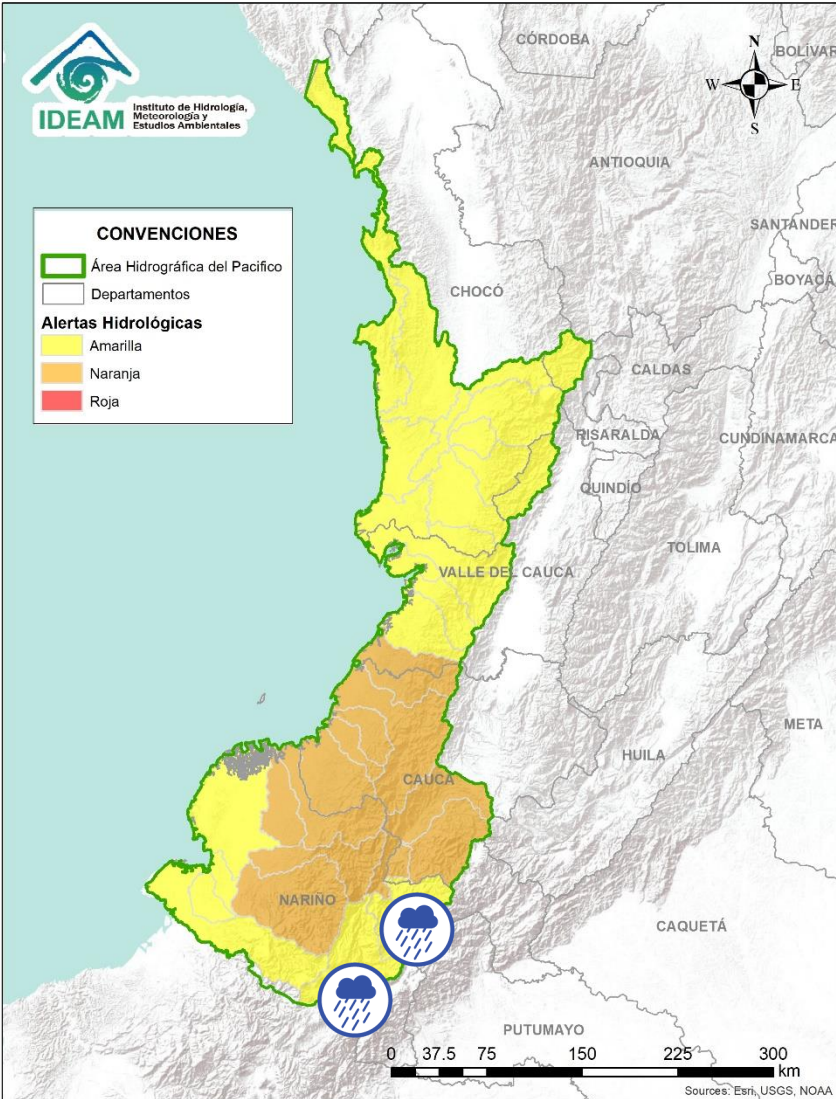 IDEAM
Instituto de Hidrología,
Meteorología y
Estudios Ambientales
N
W
E
S
CONVENCIONES
Área Hidrográfica del Pacifico
Departamentos
Alertas Hidrológicas
Amarilla
Naranja
Roja
CÓRDOBA
BOLÍVAR
ANTIOQUIA
SANTANDER
BOYACÁ
CHOCÓ
CALDAS
RISARALDA
CUNDINAMARCA
QUINDÍO
TOLIMA
VALLE DEL CAUCA
META
HUILA
CAUCA
NARIÑO
CAQUETÁ
PUTUMAYO
0 37.5 75 150 225 300
km
Sources: Esri, USGS, NOAA